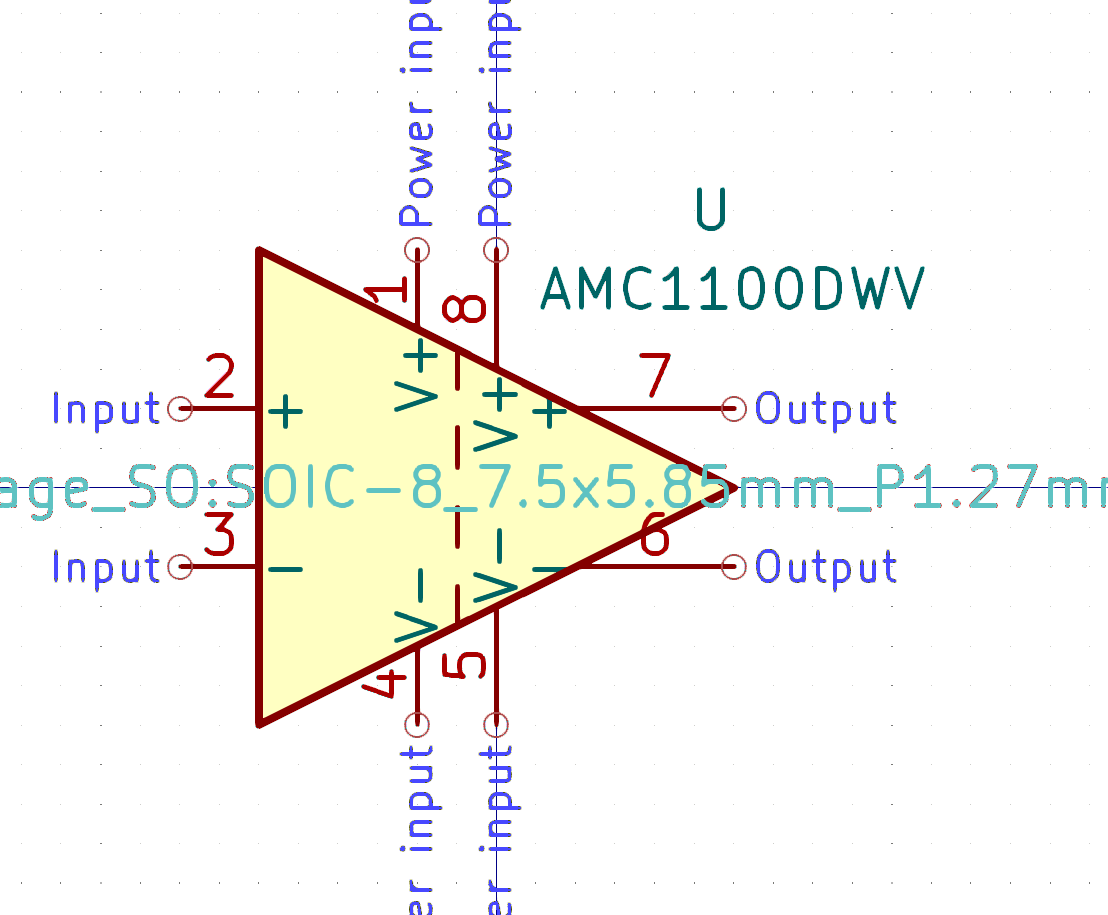 Power inpu
Power inpu
U
AMC1100DWV
1
8
2
7
Input
+
V+
V+
+
Output
age_SO:SOIC-8_7.5x5.85mm_P1.27mm
3
6
Input
−
V−
V−
−
Output
4
5
er input
er input